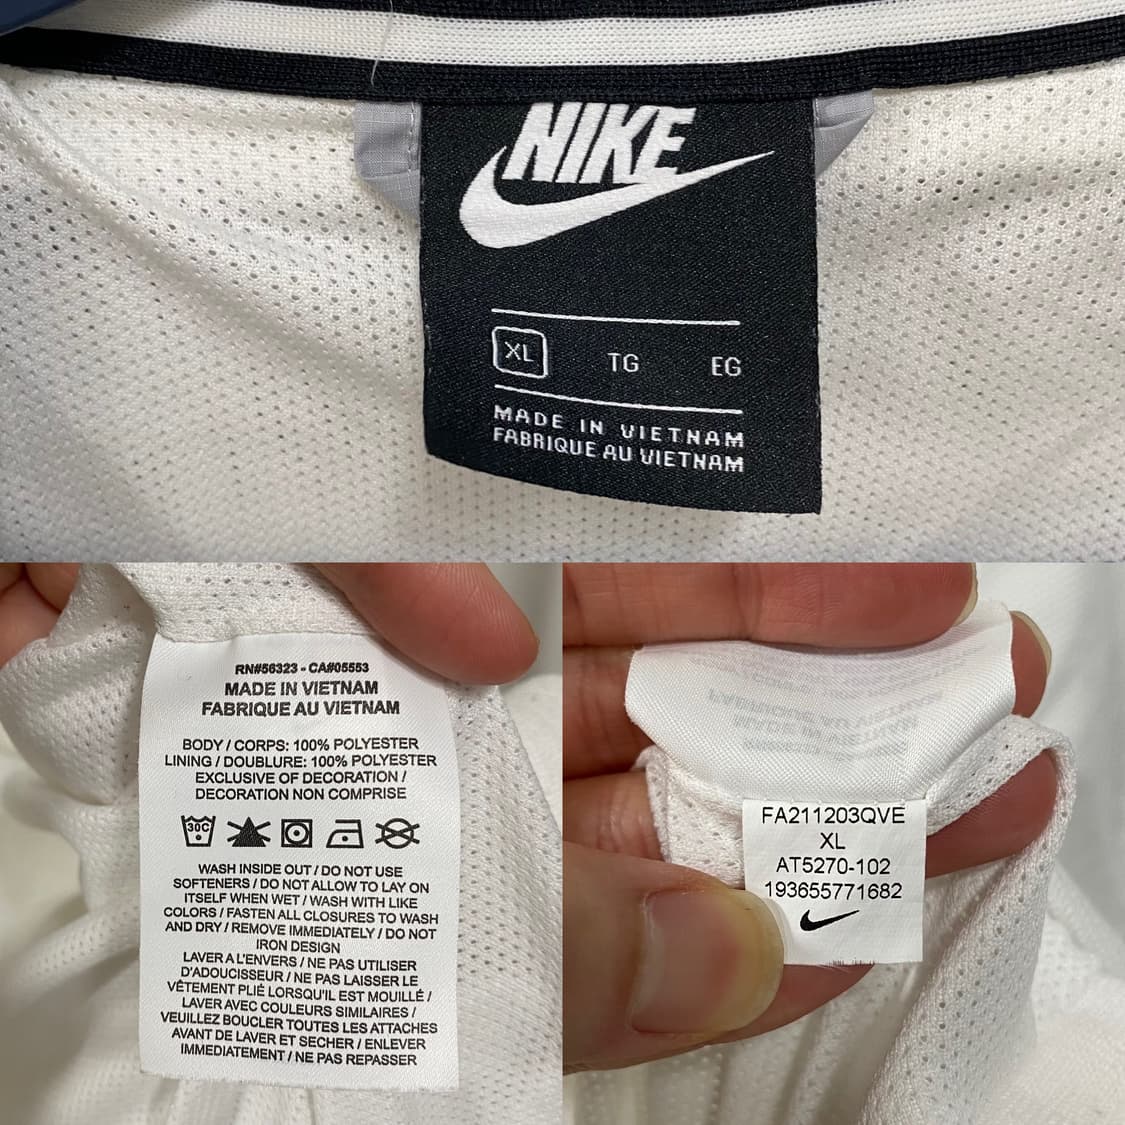 NIKE
XL TG EG
MADE IN VIETNAM
FABRIQUE AU VIETNAM
RN#56323 - CA#05553
MADE IN VIETNAM
FABRIQUE AU VIETNAM
BODY / CORPS: 100% POLYESTER
LINING / DOUBLURE: 100% POLYESTER
EXCLUSIVE OF DECORATION /
DECORATION NON COMPRISE
30C
WASH INSIDE OUT / DO NOT USE
SOFTENERS / DO NOT ALLOW TO LAY ON
ITSELF WHEN WET / WASH WITH LIKE
COLORS / FASTEN ALL CLOSURES TO WASH
AND DRY / REMOVE IMMEDIATELY / DO NOT
IRON DESIGN
LAVER A L'ENVERS / NE PAS UTILISER
D'ADOUCISSEUR / NE PAS LAISSER LE
VÊTEMENT PLIÉ LORSQU'IL EST MOUILLÉ /
LAVER AVEC COULEURS SIMILAIRES /
VEUILLEZ BOUCLER TOUTES LES ATTACHES
AVANT DE LAVER ET SECHER / ENLEVER
IMMEDIATEMENT / NE PAS REPASSER
FA211203QVE
XL
AT5270-102
193655771682